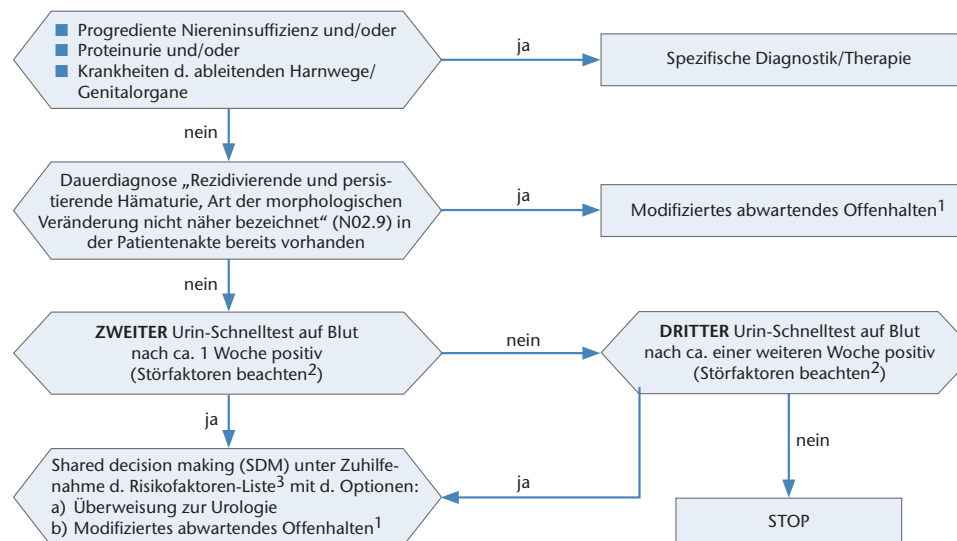 ■ Progrediente Niereninsuffizienz und/oder
■ Proteinurie und/oder
■ Krankheiten d. ableitenden Harnwege/
Genitalorgane
ja
Spezifische Diagnostik/Therapie
nein
Dauerdiagnose „Rezidivierende und persis-
tierende Hämaturie, Art der morphologischen
Veränderung nicht näher bezeichnet“ (N02.9) in
der Patientenakte bereits vorhanden
ja
Modifiziertes abwartendes Offenhalten¹
nein
ZWEITER Urin-Schnelltest auf Blut
nach ca. 1 Woche positiv
(Störfaktoren beachten²)
nein
DRITTER Urin-Schnelltest auf Blut
nach ca. einer weiteren Woche positiv
(Störfaktoren beachten²)
ja
nein
Shared decision making (SDM) unter Zuhilfe-
nahme d. Risikofaktoren-Liste³ mit d. Optionen:
a) Überweisung zur Urologie
b) Modifiziertes abwartendes Offenhalten¹
ja
STOP